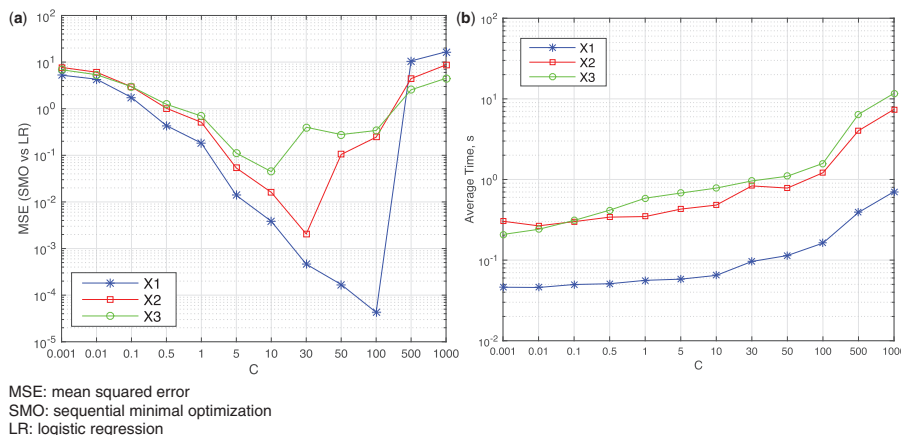 (a)
10^2
10^1
10^0
10^-1
10^-2
10^-3
10^-4
10^-5
MSE (SMO vs LR)
X1
X2
X3
0.001 0.01 0.1 0.5 1 5 10 30 50 100 500 1000
C
(b)
10^2
10^1
10^0
10^-1
10^-2
Average Time, s
X1
X2
X3
0.001 0.01 0.1 0.5 1 5 10 30 50 100 500 1000
C
MSE: mean squared error
SMO: sequential minimal optimization
LR: logistic regression